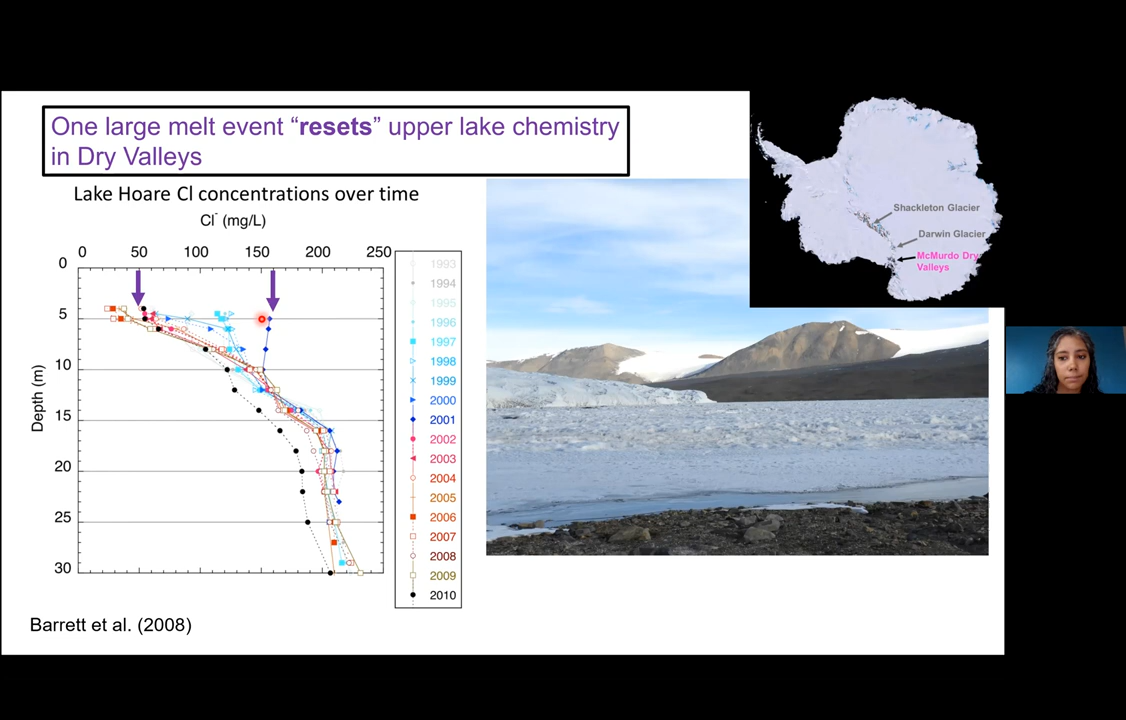 One large melt event “resets” upper lake chemistry
in Dry Valleys
Lake Hoare Cl concentrations over time
Cl⁻ (mg/L)
0 50 100 150 200 250
0
5
10
15
20
25
30
Depth (m)
1993
1994
1995
1996
1997
1998
1999
2000
2001
2002
2003
2004
2005
2006
2007
2008
2009
2010
Barrett et al. (2008)
Shackleton Glacier
Darwin Glacier
McMurdo Dry
Valleys